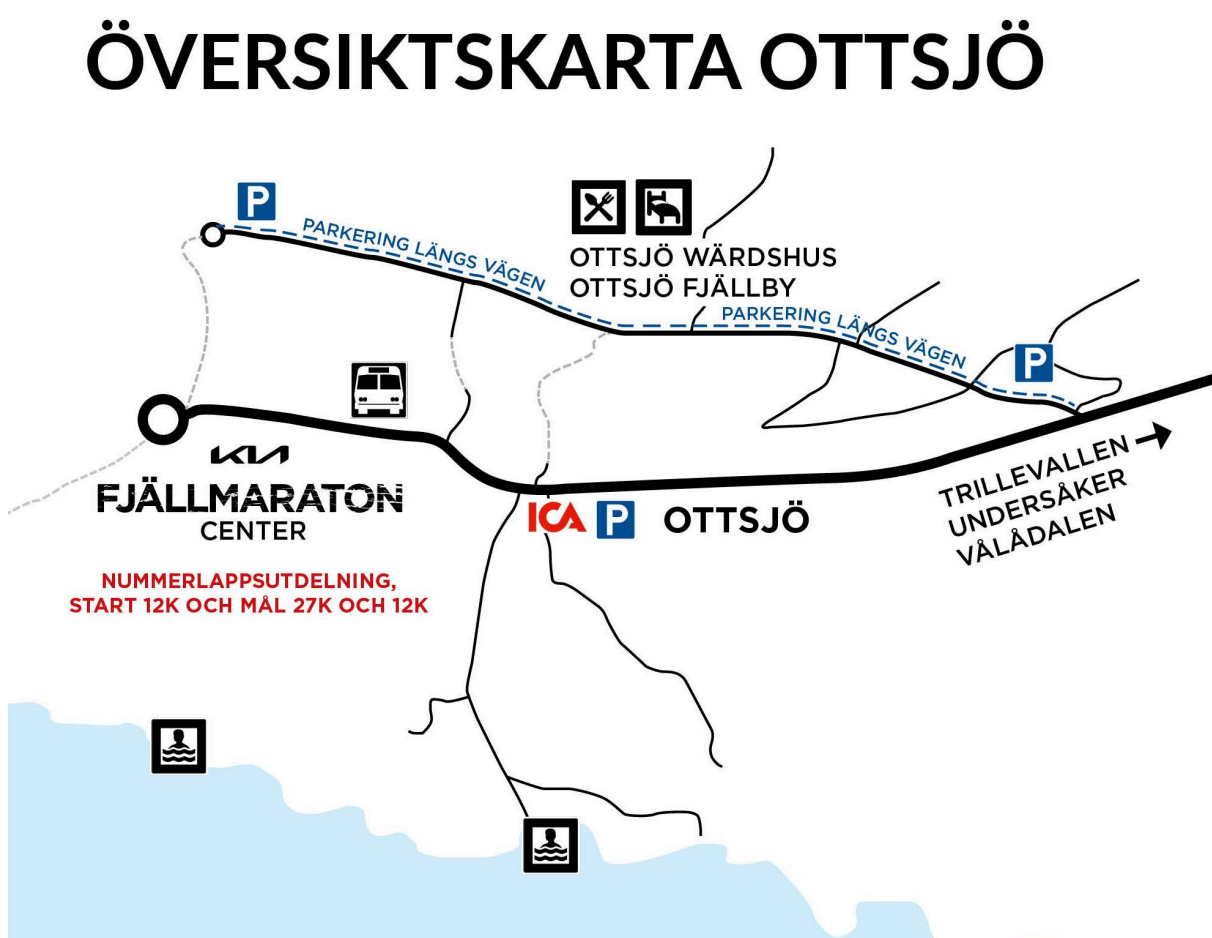 ÖVERSIKTSKARTA OTTSJÖ
P
PARKERING LÄNGS VÄGEN
OTTSJÖ WÄRDSHUS
OTTSJÖ FJÄLLBY
PARKERING LÄNGS VÄGEN
P
KIA
FJÄLLMARATON
CENTER
NUMMERLAPPSUTDELNING,
START 12K OCH MÅL 27K OCH 12K
ICA P OTTSJÖ
TRILLEVALLEN
UNDERSÅKER
VÅLÅDALEN